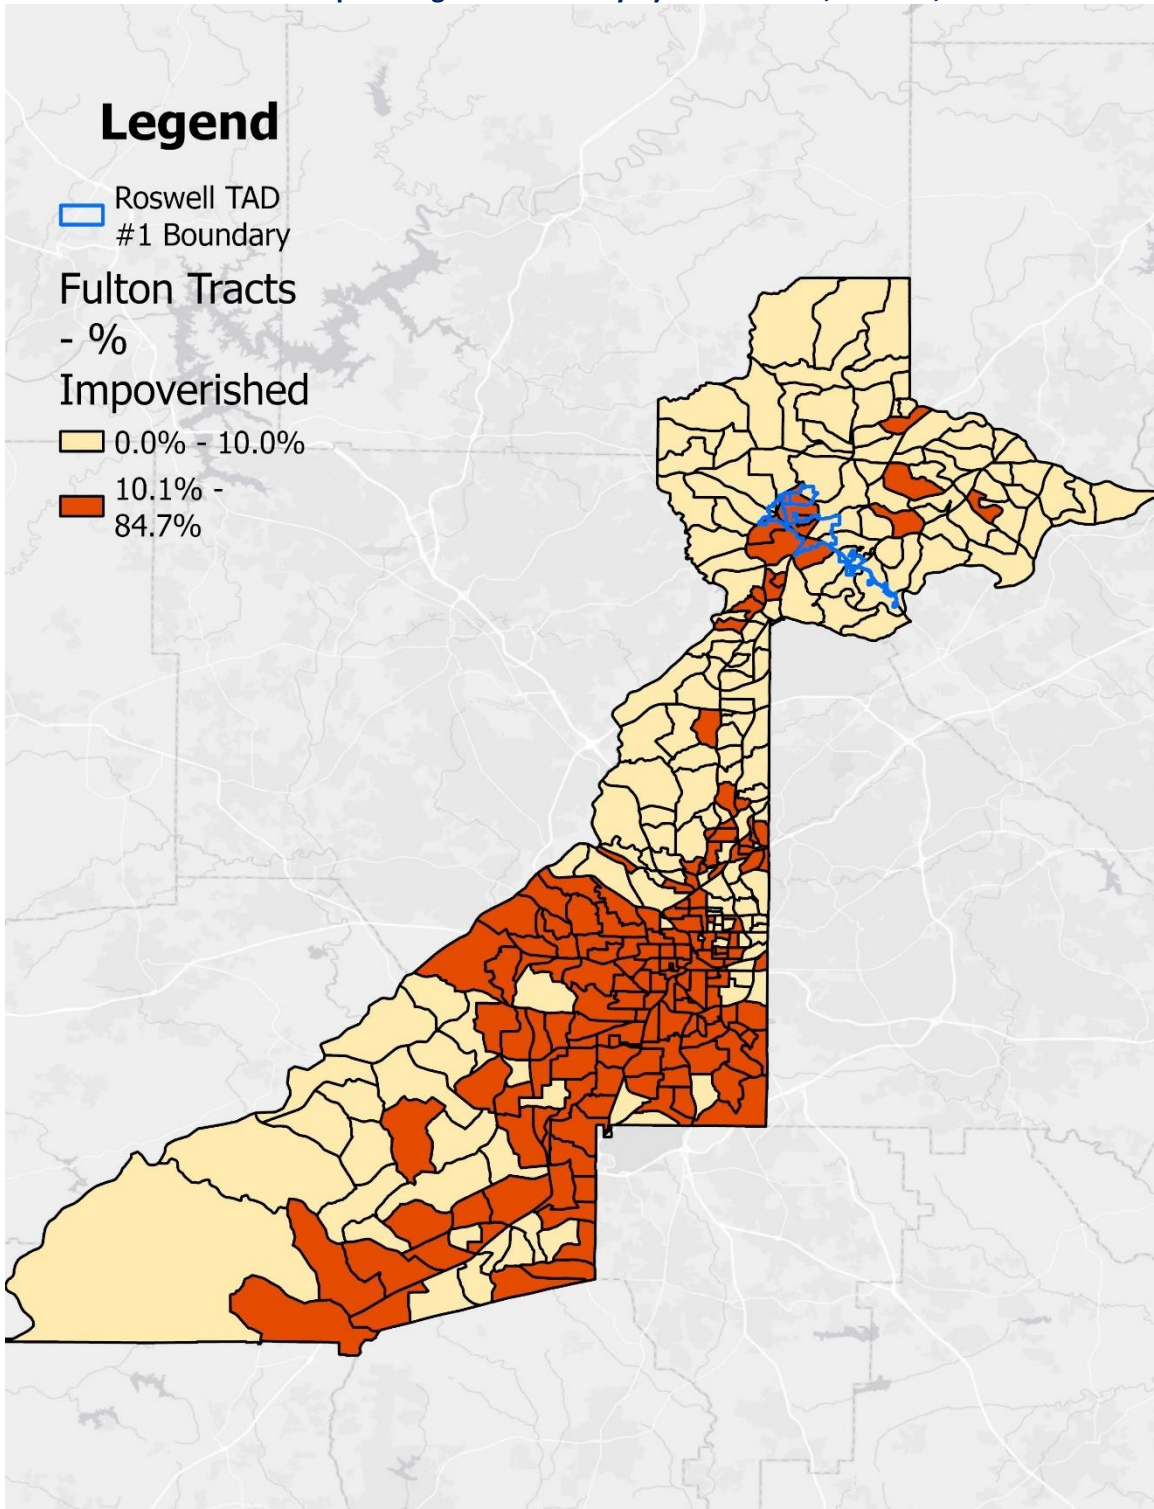 Legend
Roswell TAD
#1 Boundary
Fulton Tracts
- %
Impoverished
0.0% - 10.0%
10.1% -
84.7%